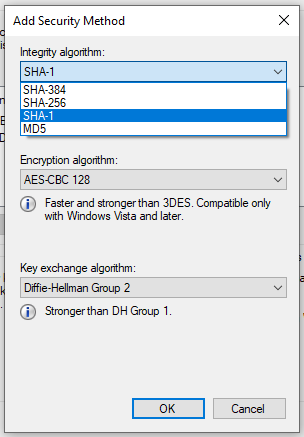 Add Security Method
Integrity algorithm:
SHA-1
SHA-384
SHA-256
SHA-1
MD5
Encryption algorithm:
AES-CBC 128
Faster and stronger than 3DES. Compatible only
with Windows Vista and later.
Key exchange algorithm:
Diffie-Hellman Group 2
Stronger than DH Group 1.
OK
Cancel